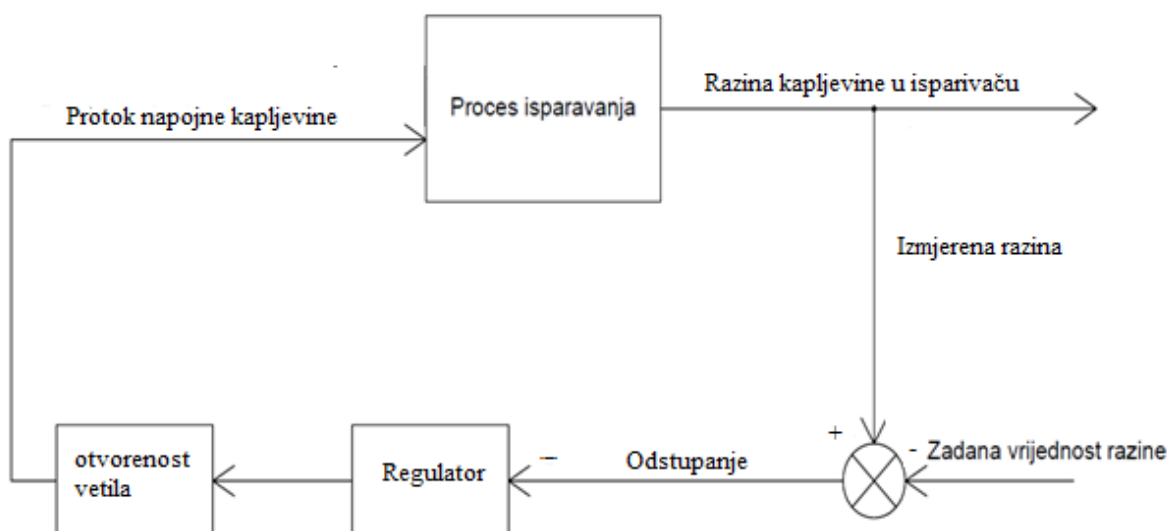 Proces isparavanja
Razina kapljevine u isparivaču
Protok napojne kapljevine
Izmjerena razina
+
- Zadana vrijednost razine
Odstupanje
−
Regulator
otvorenost
vetila